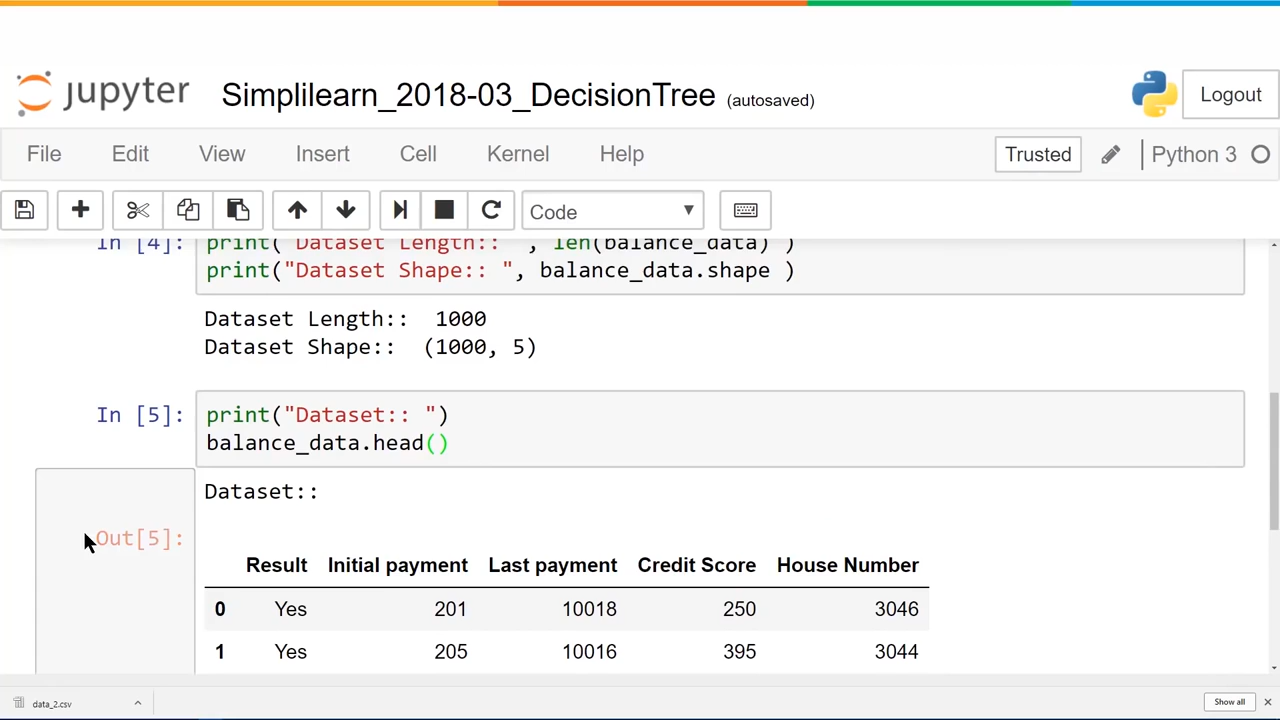 jupyter Simplilearn_2018-03_DecisionTree (autosaved) Logout
File Edit View Insert Cell Kernel Help Trusted Python 3
Code
In [4]: print( Dataset Length:: , len(balance_data) )
print("Dataset Shape:: ", balance_data.shape )
Dataset Length:: 1000
Dataset Shape:: (1000, 5)
In [5]: print("Dataset:: ")
balance_data.head()
Dataset::
Out[5]:
Result Initial payment Last payment Credit Score House Number
0 Yes 201 10018 250 3046
1 Yes 205 10016 395 3044
data_2.csv Show all